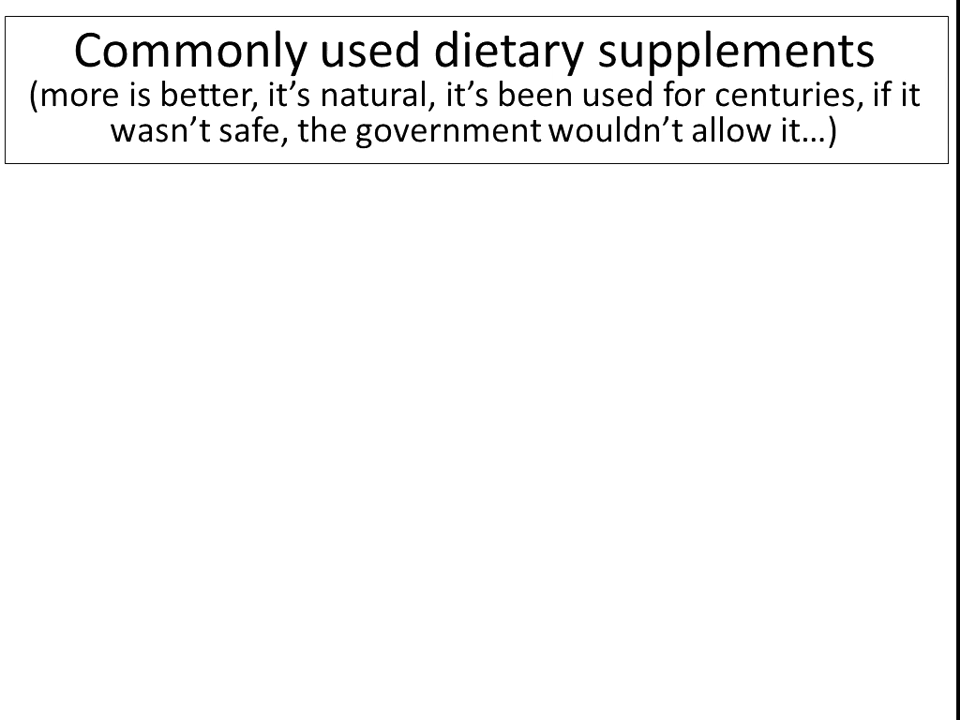 Commonly used dietary supplements
(more is better, it’s natural, it’s been used for centuries, if it
wasn’t safe, the government wouldn’t allow it…)